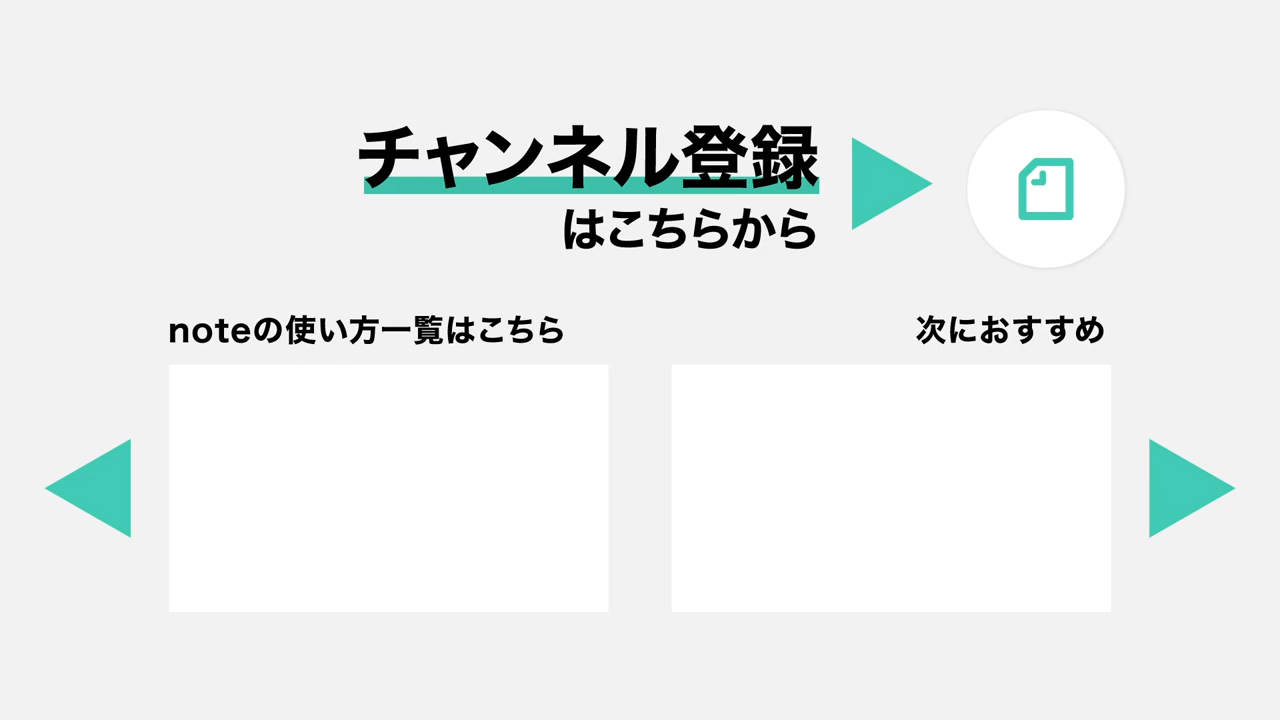 チャンネル登録
はこちらから
noteの使い方一覧はこちら
次におすすめ